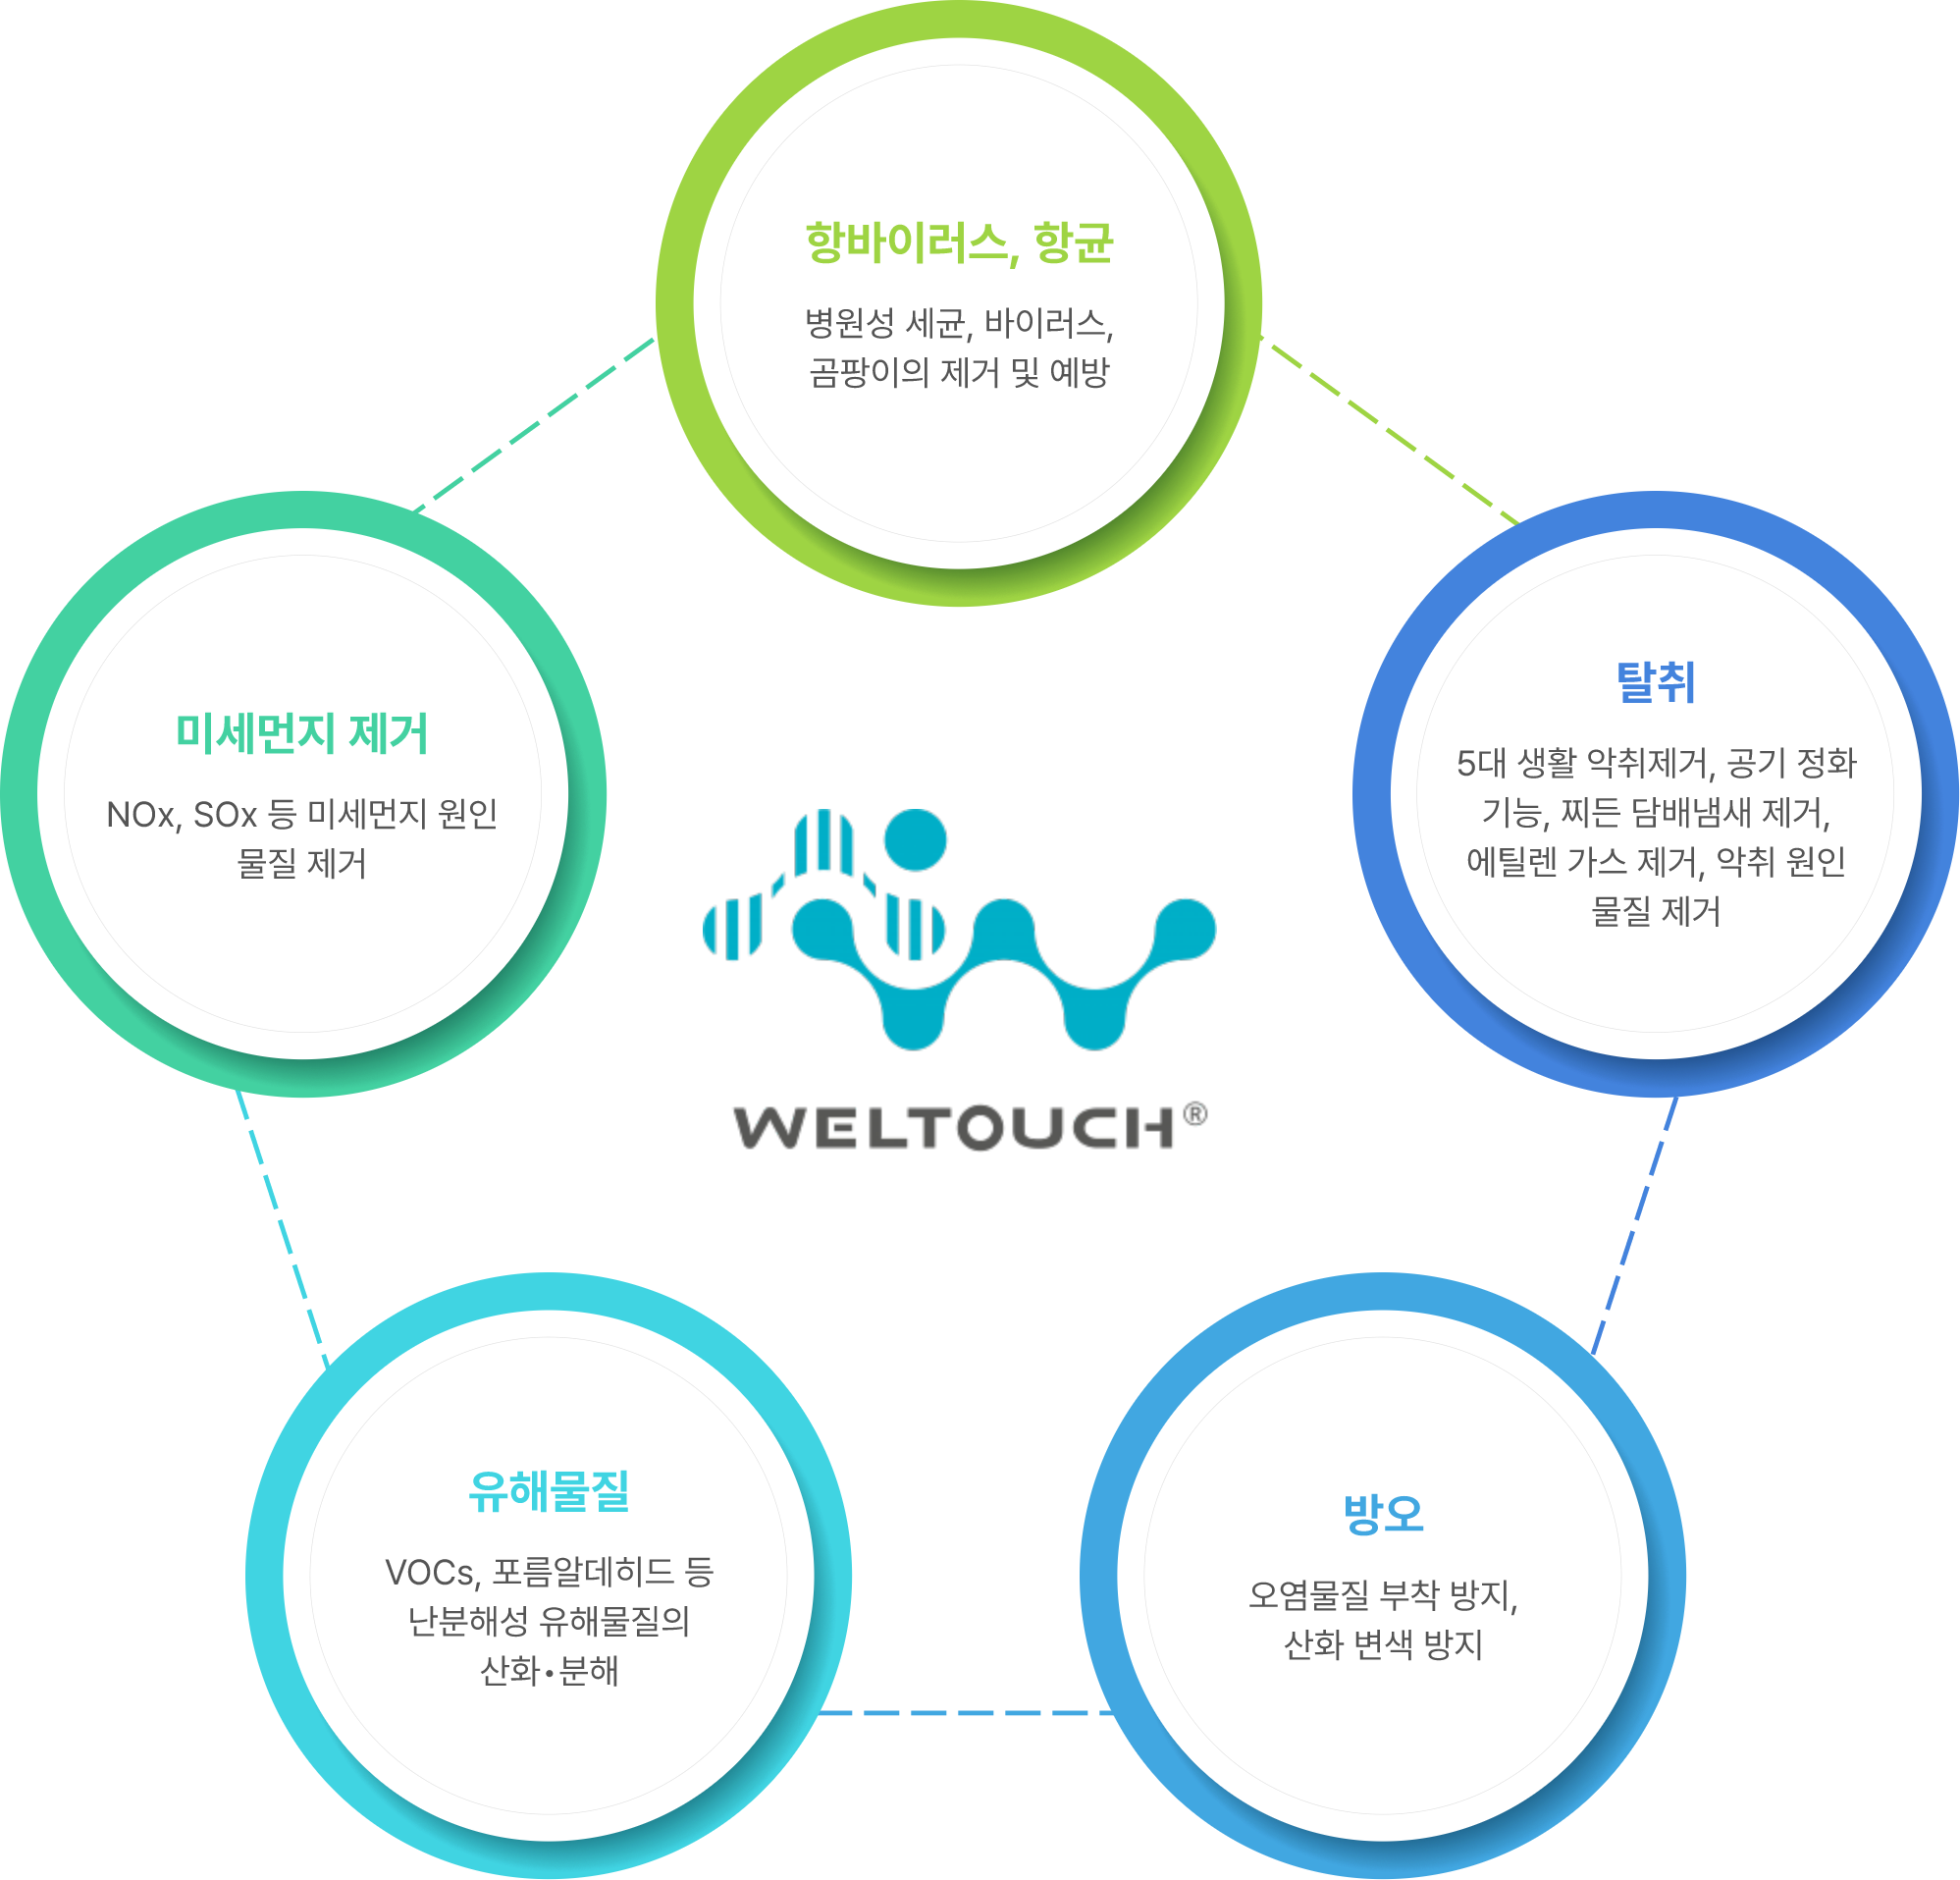 항바이러스, 항균
병원성 세균, 바이러스,
곰팡이의 제거 및 예방
미세먼지 제거
NOx, SOx 등 미세먼지 원인
물질 제거
탈취
5대 생활 악취제거, 공기 정화
기능, 찌든 담배냄새 제거,
에틸렌 가스 제거, 악취 원인
물질 제거
WELTOUCH®
유해물질
VOCs, 포름알데히드 등
난분해성 유해물질의
산화·분해
방오
오염물질 부착 방지,
산화 변색 방지